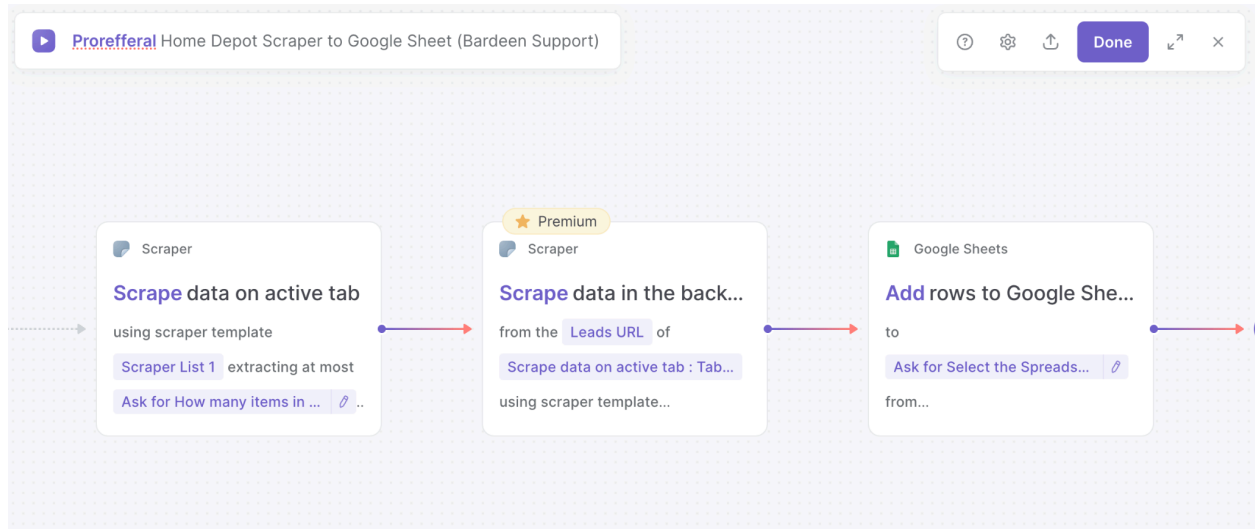 Prorefferal Home Depot Scraper to Google Sheet (Bardeen Support)
Done
Scraper
Scrape data on active tab
using scraper template
Scraper List 1 extracting at most
Ask for How many items in ... ..
Premium
Scraper
Scrape data in the back...
from the Leads URL of
Scrape data on active tab : Tab...
using scraper template...
Google Sheets
Add rows to Google She...
to
Ask for Select the Spreads...
from...